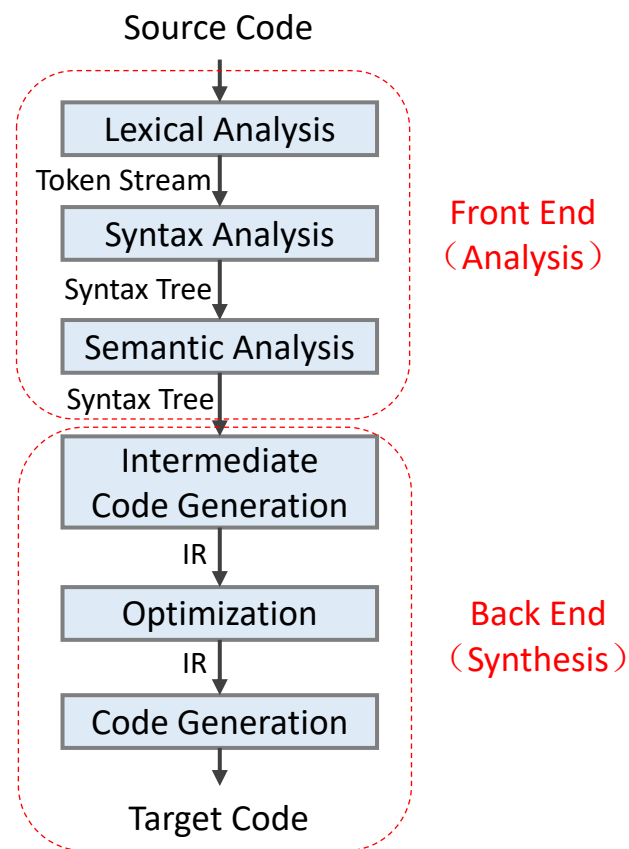 Source Code
Lexical Analysis
Token Stream
Syntax Analysis
Front End
（Analysis）
Syntax Tree
Semantic Analysis
Syntax Tree
Intermediate
Code Generation
IR
Optimization
Back End
（Synthesis）
IR
Code Generation
Target Code